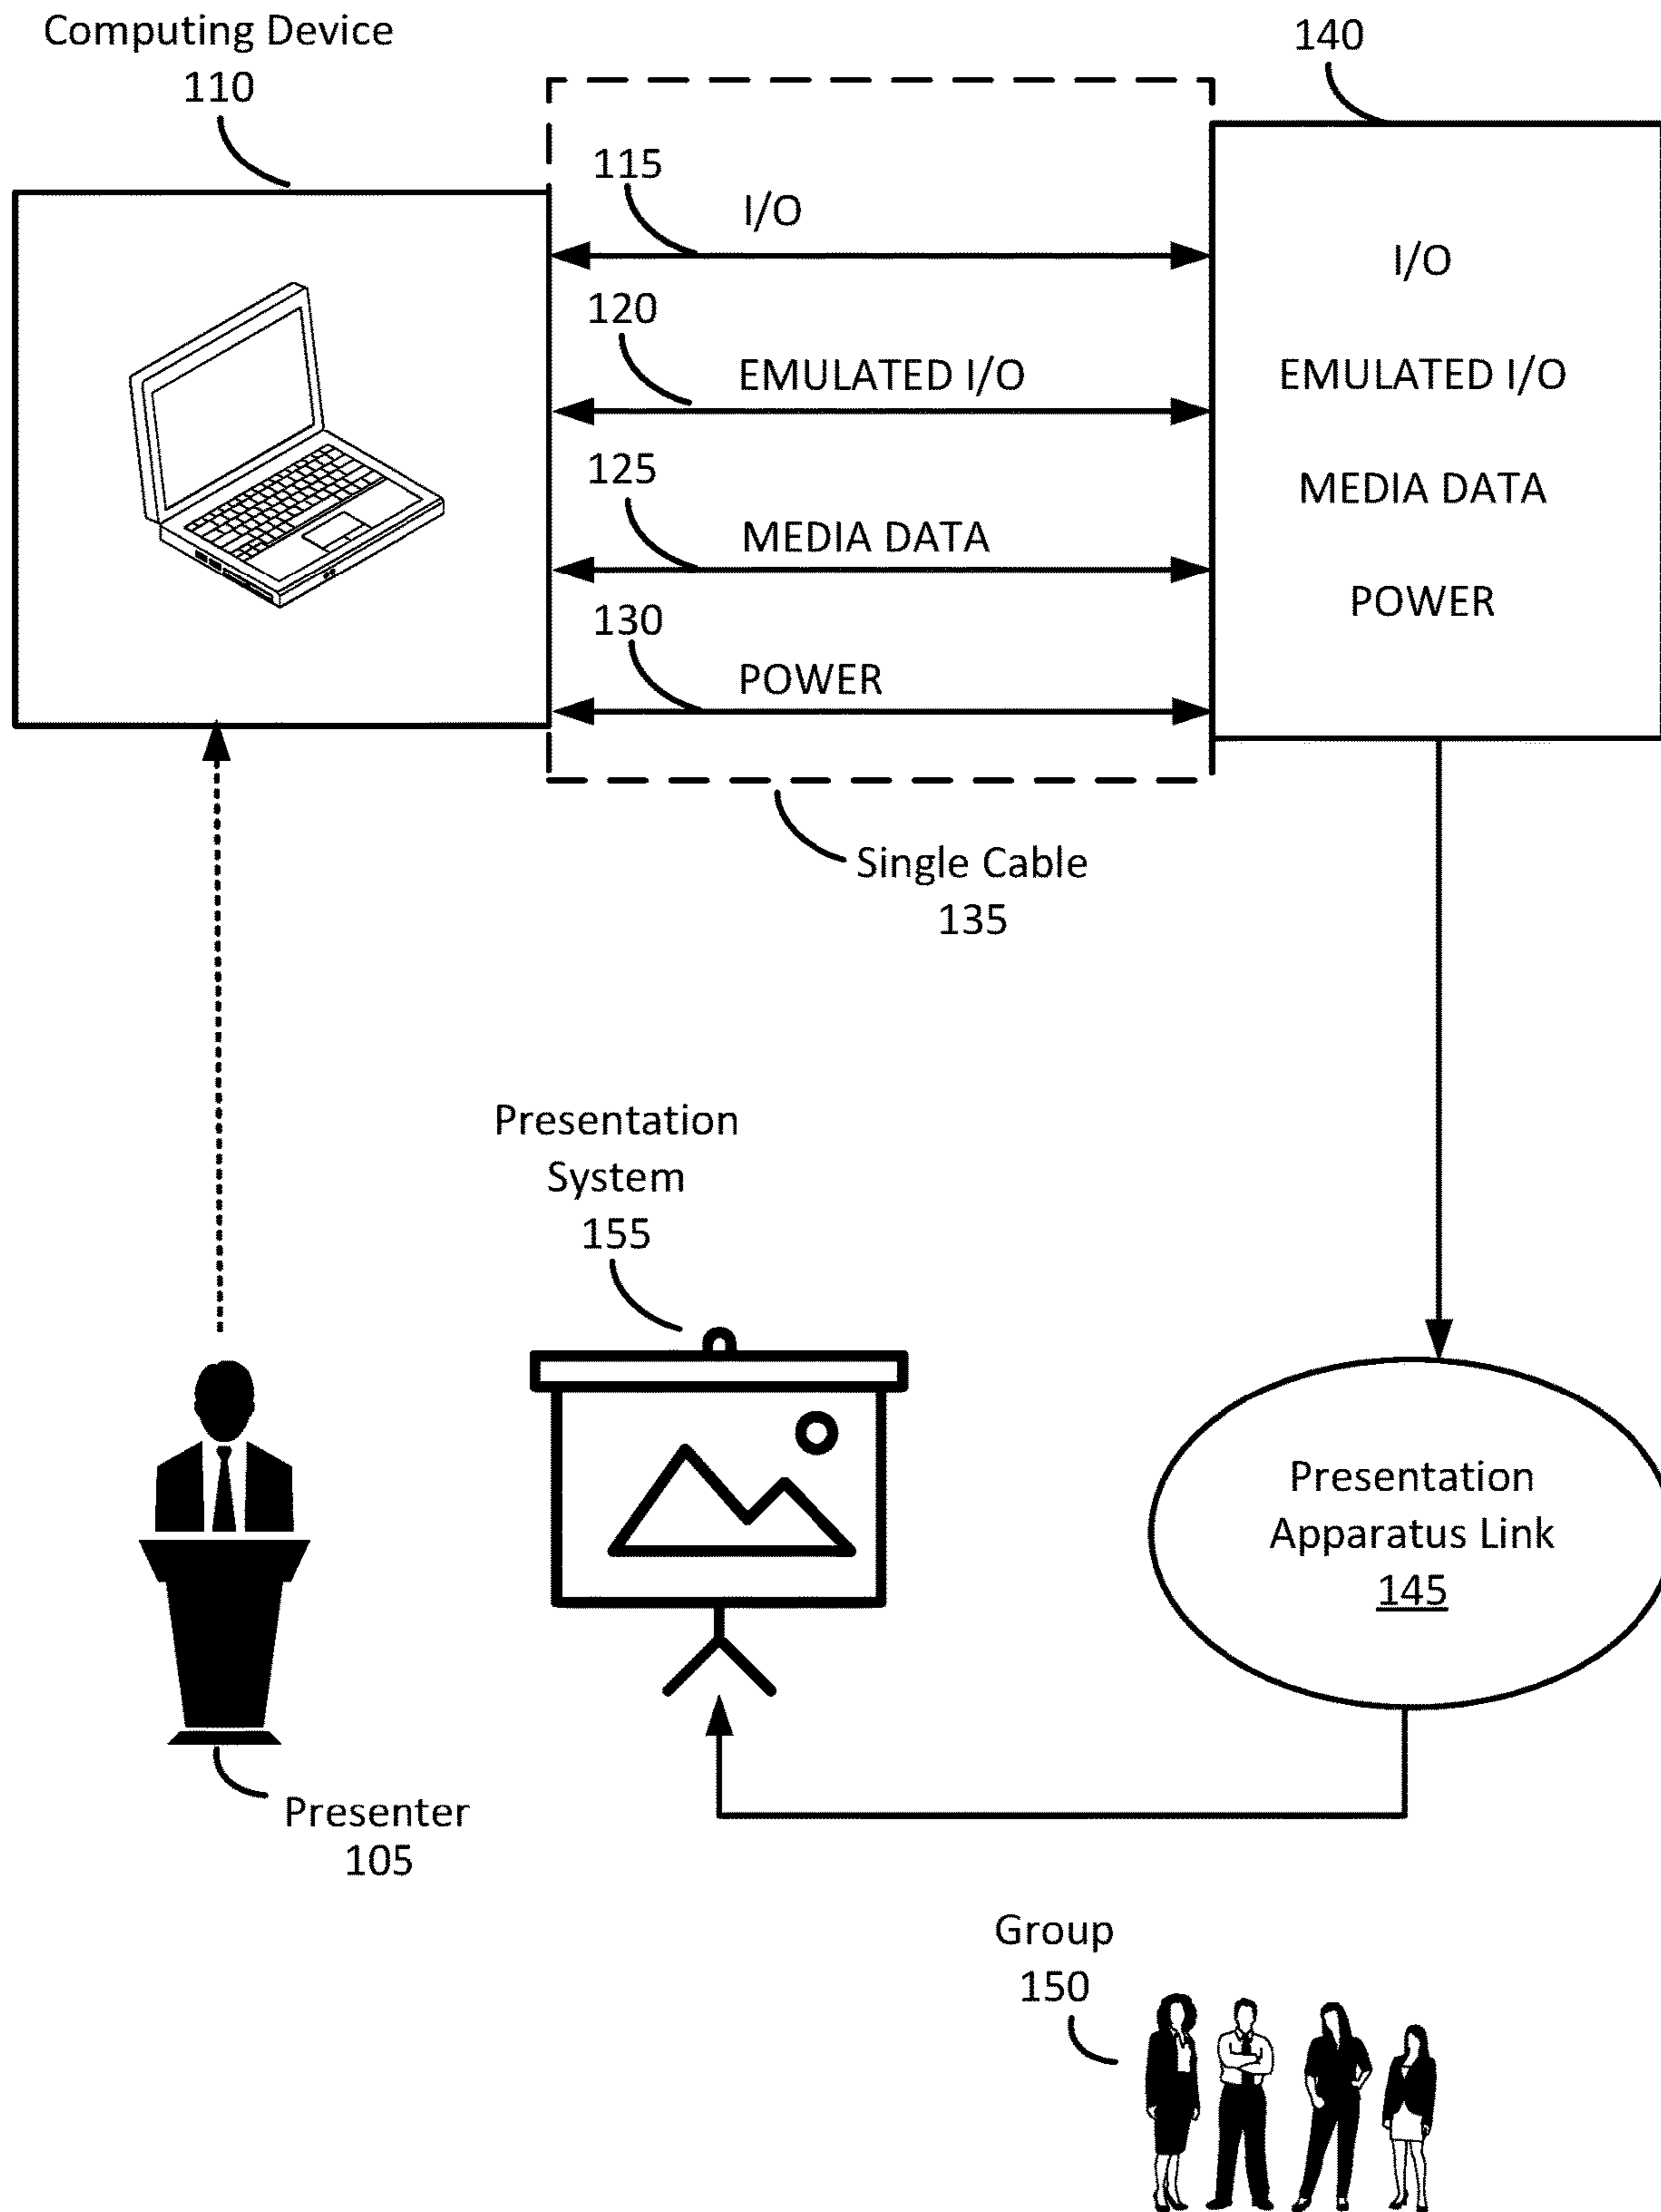 Computing Device
110
140
115
I/O
120
EMULATED I/O
125
MEDIA DATA
130
POWER
I/O
EMULATED I/O
MEDIA DATA
POWER
Single Cable
135
Presentation
System
155
Presentation
Apparatus Link
145
Presenter
105
Group
150